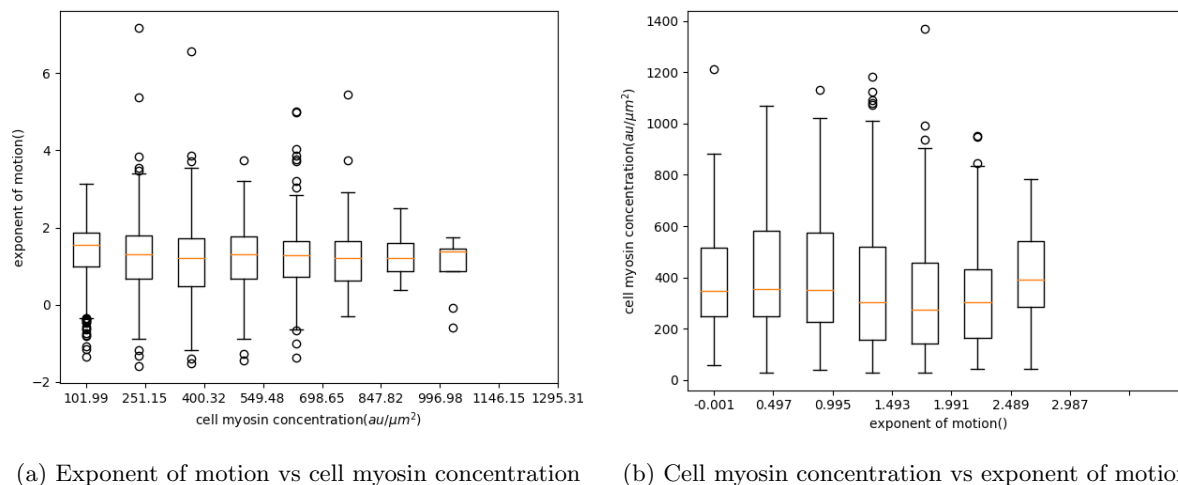 6
4
2
0
−2
exponent of motion()
101.99 251.15 400.32 549.48 698.65 847.82 996.98 1146.15 1295.31
cell myosin concentration(au/μm²)
(a) Exponent of motion vs cell myosin concentration
1400
1200
1000
800
600
400
200
0
cell myosin concentration(au/μm²)
-0.001 0.497 0.995 1.493 1.991 2.489 2.987
exponent of motion()
(b) Cell myosin concentration vs exponent of motion